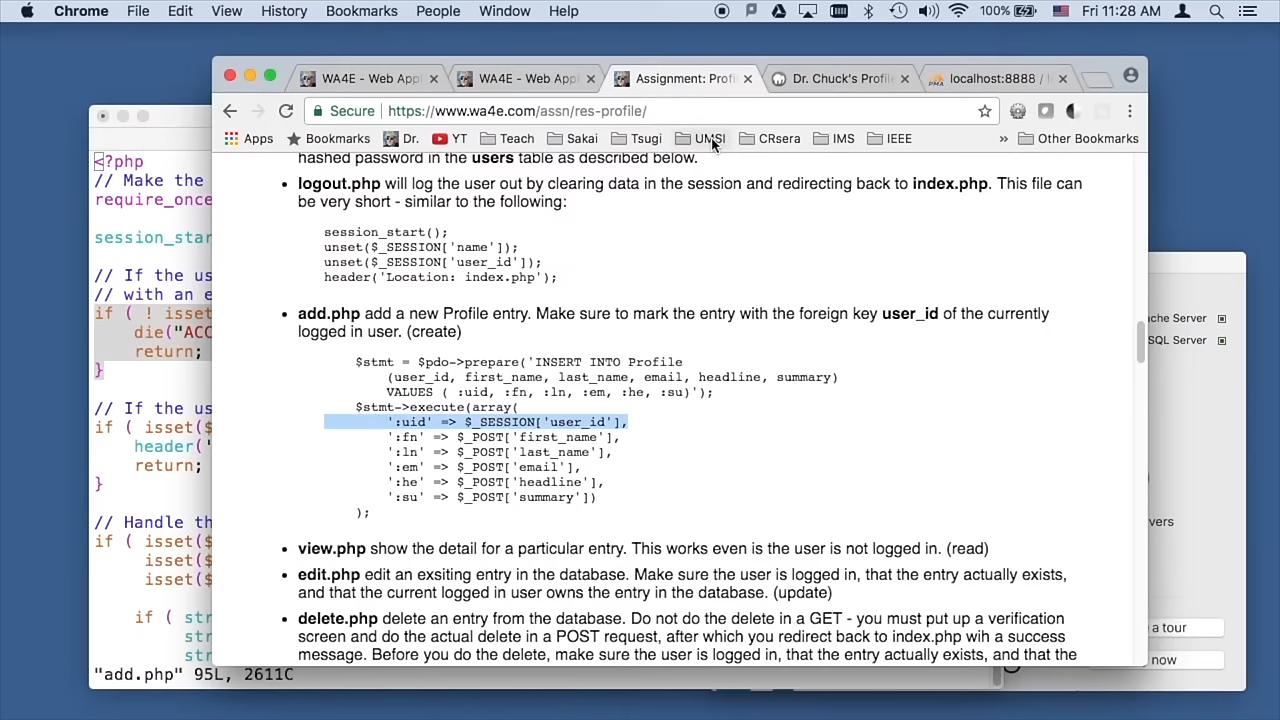 Chrome File Edit View History Bookmarks People Window Help 100% Fri 11:28 AM
WA4E - Web Appl WA4E - Web Appl Assignment: Profi Dr. Chuck's Profile localhost:8888 /
Secure https://www.wa4e.com/assn/res-profile/
Apps Bookmarks Dr. YT Teach Sakai Tsugi UMSI CRsera IMS IEEE » Other Bookmarks
hashed password in the users table as described below.
• logout.php will log the user out by clearing data in the session and redirecting back to index.php. This file can
be very short - similar to the following:
session_start();
unset($_SESSION['name']);
unset($_SESSION['user_id']);
header('Location: index.php');
• add.php add a new Profile entry. Make sure to mark the entry with the foreign key user_id of the currently
logged in user. (create)
$stmt = $pdo->prepare('INSERT INTO Profile
(user_id, first_name, last_name, email, headline, summary)
VALUES ( :uid, :fn, :ln, :em, :he, :su)');
$stmt->execute(array(
':uid' => $_SESSION['user_id'],
':fn' => $_POST['first_name'],
':ln' => $_POST['last_name'],
':em' => $_POST['email'],
':he' => $_POST['headline'],
':su' => $_POST['summary'])
);
• view.php show the detail for a particular entry. This works even is the user is not logged in. (read)
• edit.php edit an exsiting entry in the database. Make sure the user is logged in, that the entry actually exists,
and that the current logged in user owns the entry in the database. (update)
• delete.php delete an entry from the database. Do not do the delete in a GET - you must put up a verification
screen and do the actual delete in a POST request, after which you redirect back to index.php wih a success
message. Before you do the delete, make sure the user is logged in, that the entry actually exists, and that the
<?php
// Make the
require_once
session_star
// If the us
// with an e
if ( ! isset
die("ACC
return;
}
// If the us
if ( isset($
header('
return;
}
// Handle th
if ( isset($
isset($
isset($
if ( str
str
str
"add.php" 95L, 2611C
che Server
SQL Server
vers
a tour
now